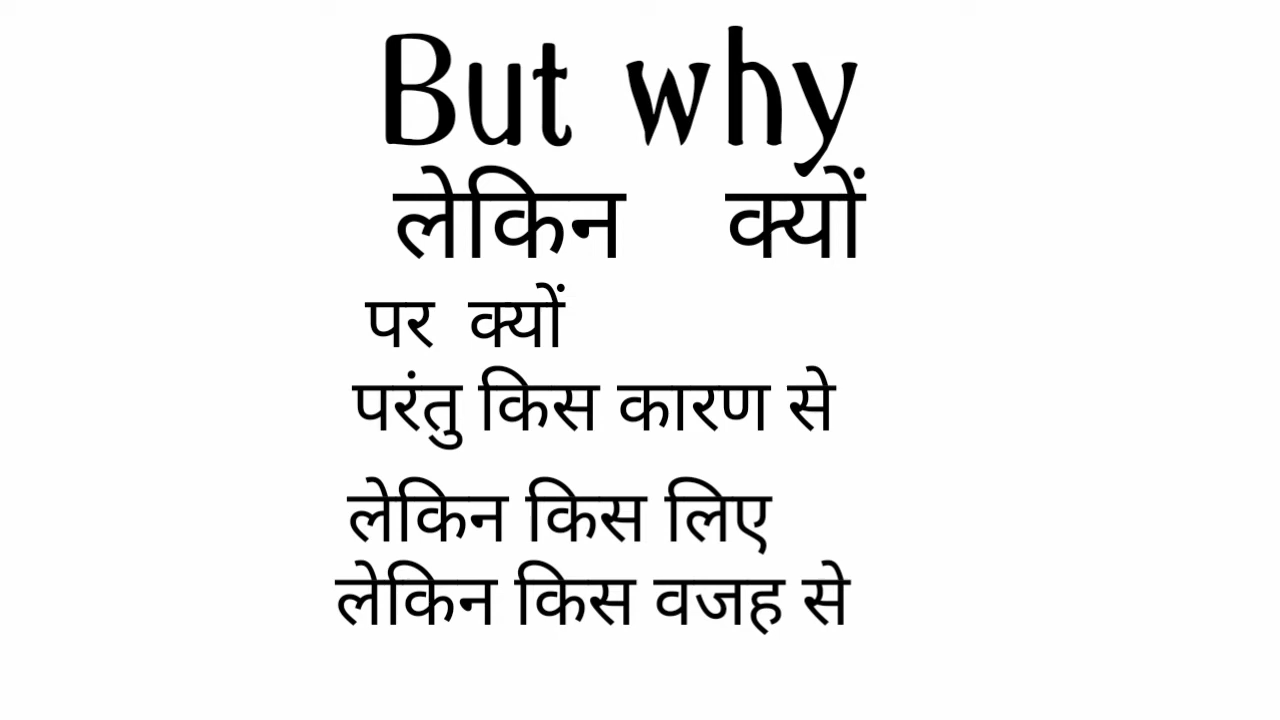 But why
लेकिन क्यों
पर क्यों
परंतु किस कारण से
लेकिन किस लिए
लेकिन किस वजह से